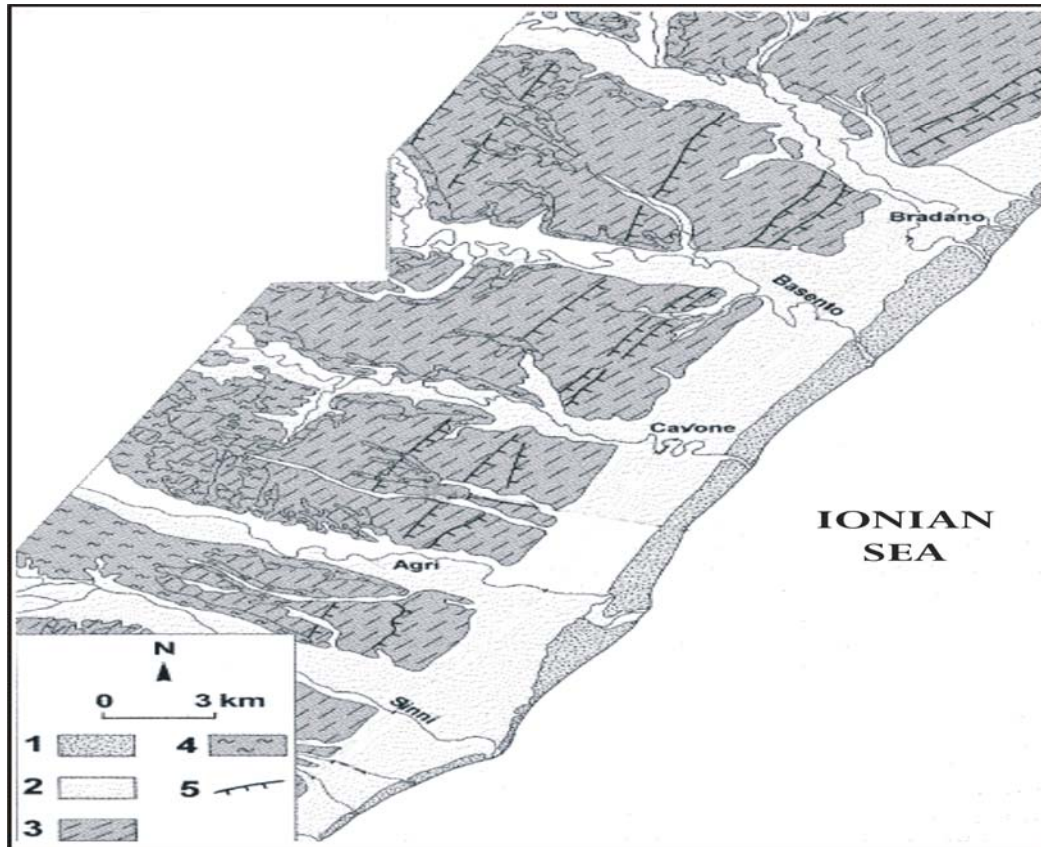 Bradano
Basento
Cavone
IONIAN
SEA
Agri
Sinni
N
0 3 km
1 4
2 5
3